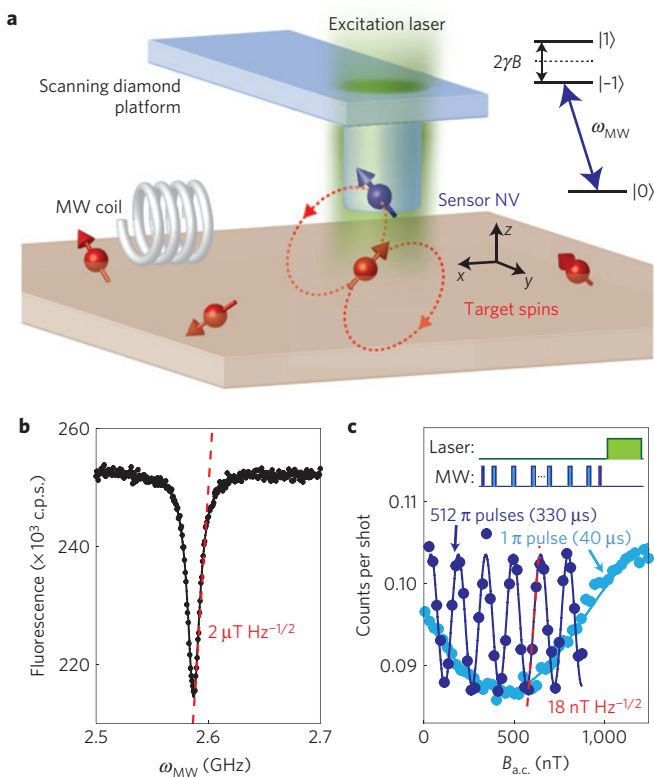 a
Excitation laser
Scanning diamond
platform
|1⟩
2γB
|−1⟩
ω_MW
|0⟩
MW coil
Sensor NV
z
x
y
Target spins
b
260
250
240
230
220
210
Fluorescence (×10³ c.p.s.)
2 μT Hz⁻¹/²
2.5
2.6
2.7
ω_MW (GHz)
c
Laser:
MW:
...
0.11
512 π pulses (330 μs)
1 π pulse (40 μs)
0.10
0.09
Counts per shot
18 nT Hz⁻¹/²
0
500
1,000
B_a.c. (nT)